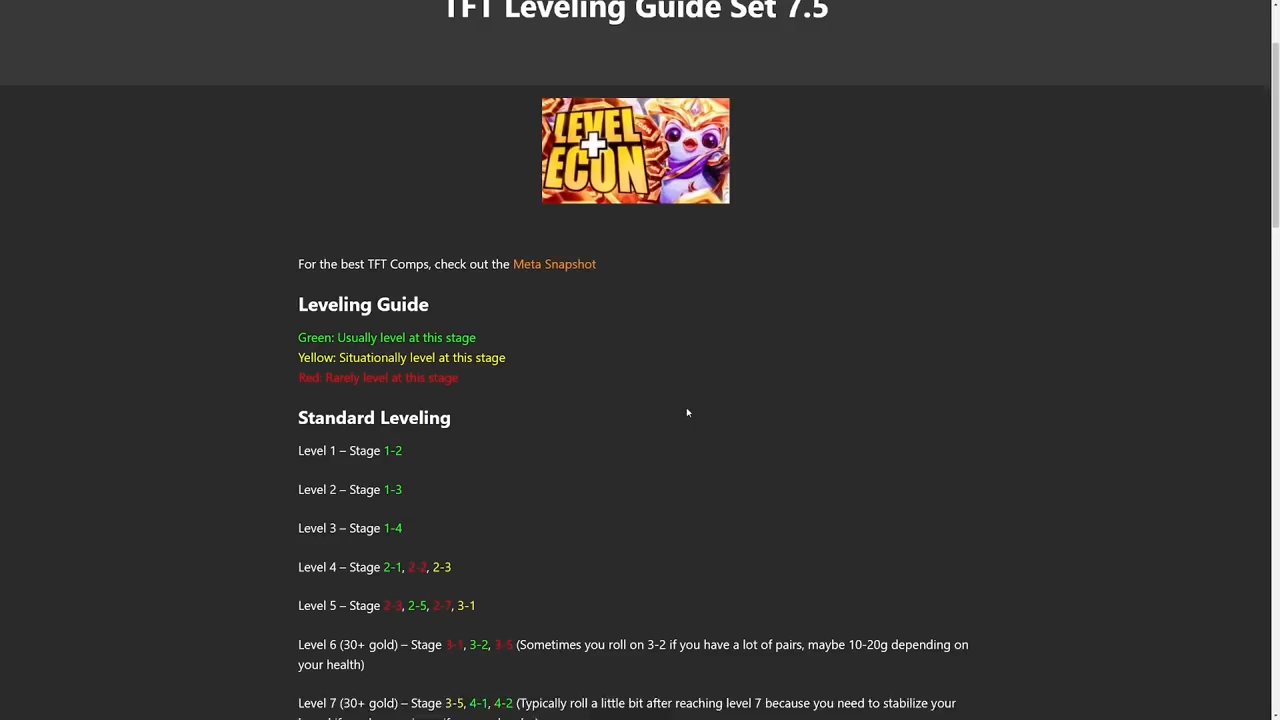 TFT Leveling Guide Set 7.5
LEVEL
+
ECON
For the best TFT Comps, check out the Meta Snapshot
Leveling Guide
Green: Usually level at this stage
Yellow: Situationally level at this stage
Red: Rarely level at this stage
Standard Leveling
Level 1 – Stage 1-2
Level 2 – Stage 1-3
Level 3 – Stage 1-4
Level 4 – Stage 2-1, 2-2, 2-3
Level 5 – Stage 2-3, 2-5, 2-7, 3-1
Level 6 (30+ gold) – Stage 3-1, 3-2, 3-5 (Sometimes you roll on 3-2 if you have a lot of pairs, maybe 10-20g depending on
your health)
Level 7 (30+ gold) – Stage 3-5, 4-1, 4-2 (Typically roll a little bit after reaching level 7 because you need to stabilize your